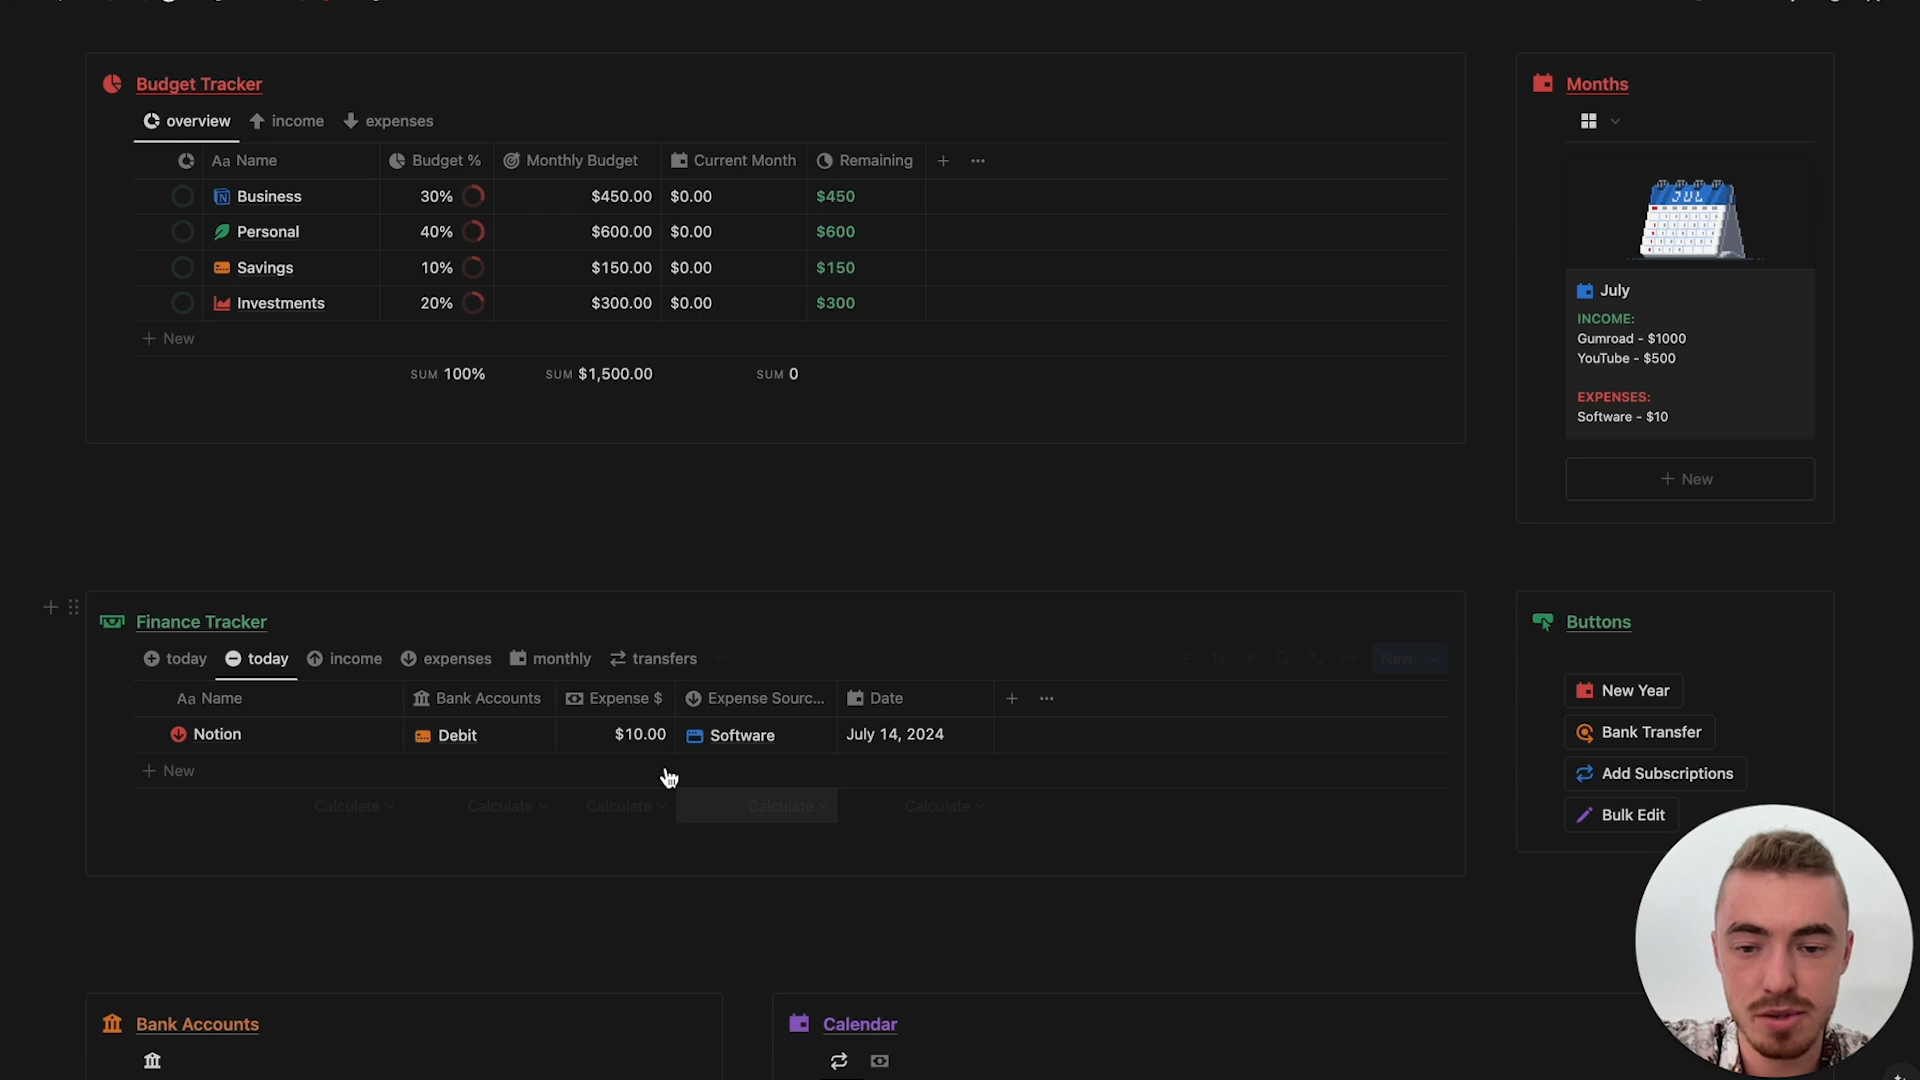 Budget Tracker
overview income expenses
Aa Name Budget % Monthly Budget Current Month Remaining
Business 30% $450.00 $0.00 $450
Personal 40% $600.00 $0.00 $600
Savings 10% $150.00 $0.00 $150
Investments 20% $300.00 $0.00 $300
+ New
SUM 100% SUM $1,500.00 SUM 0
Months
JUL
July
INCOME:
Gumroad - $1000
YouTube - $500
EXPENSES:
Software - $10
+ New
Finance Tracker
today today income expenses monthly transfers
New
Aa Name Bank Accounts Expense $ Expense Sourc... Date
Notion Debit $10.00 Software July 14, 2024
+ New
Calculate Calculate Calculate Calculate Calculate
Buttons
New Year
Bank Transfer
Add Subscriptions
Bulk Edit
Bank Accounts
Calendar